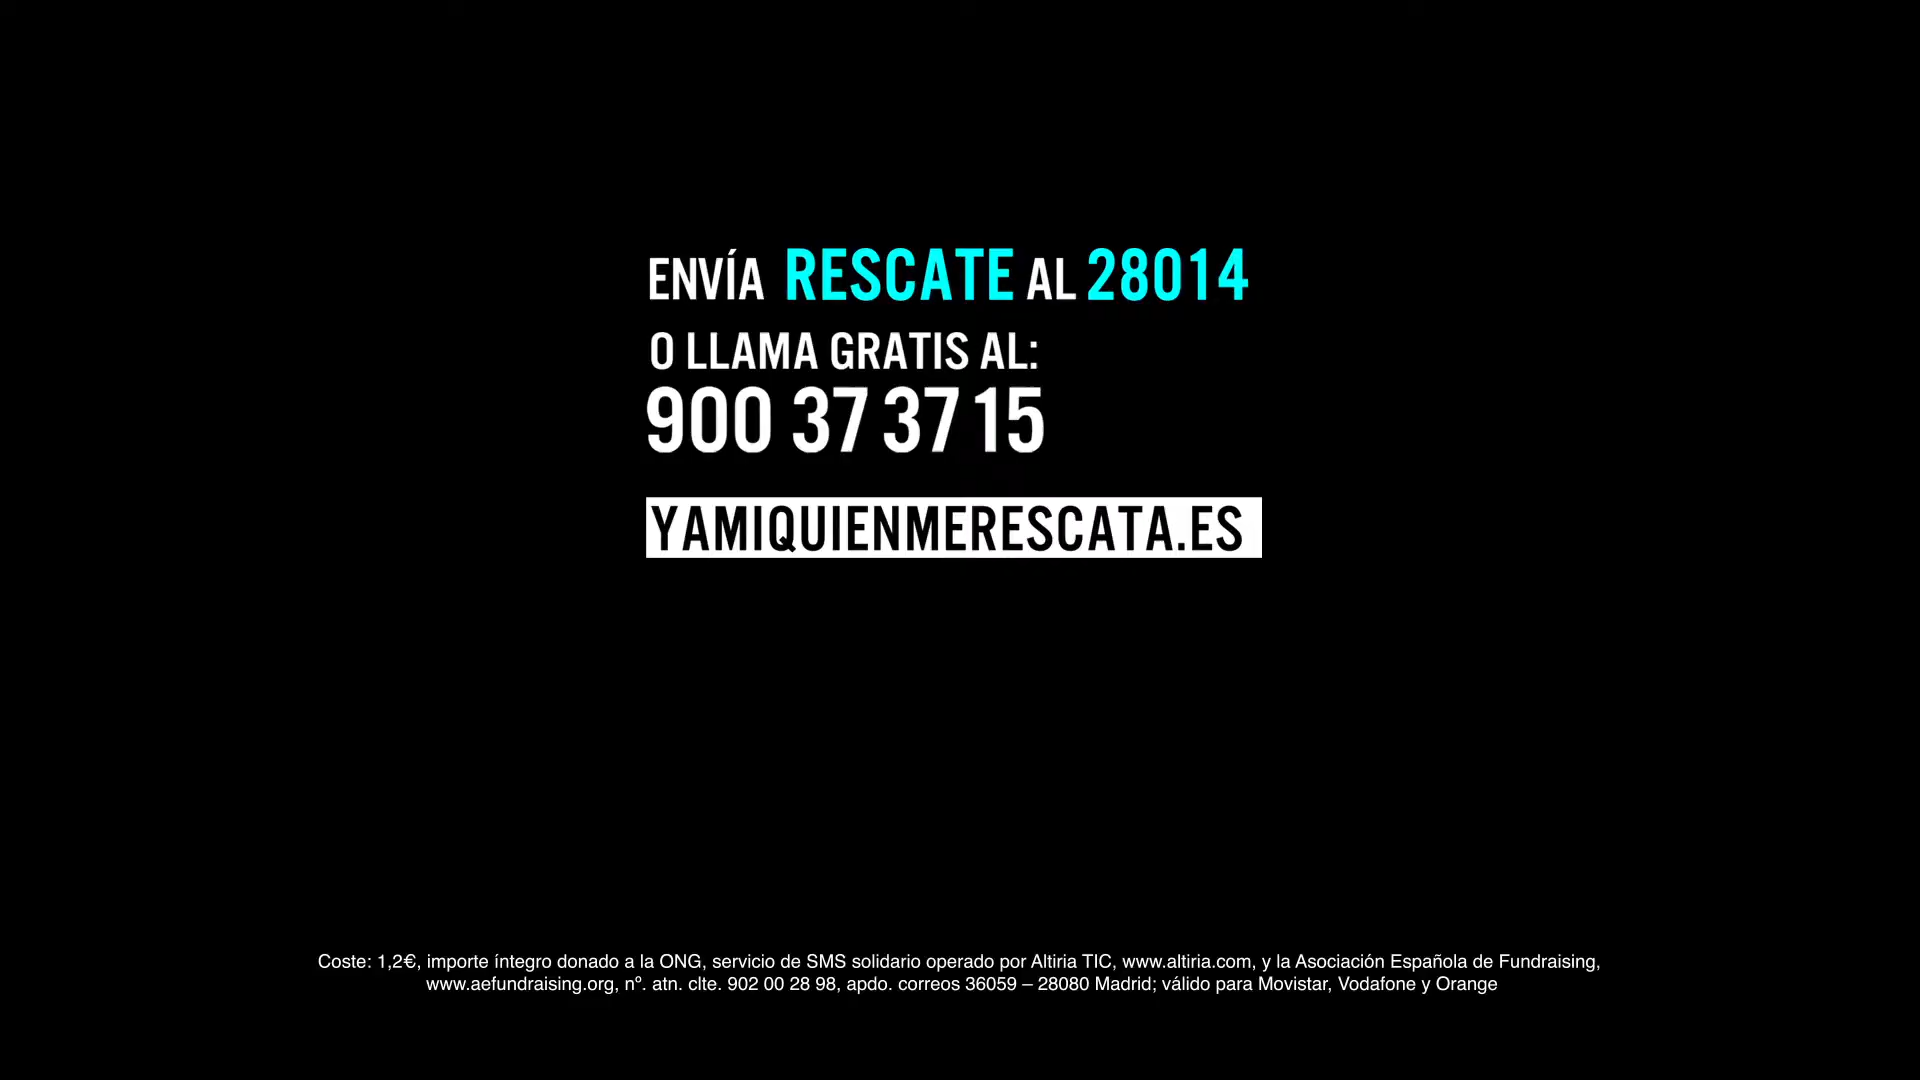 ENVÍA RESCATE AL 28014
O LLAMA GRATIS AL:
900 37 37 15
YAMIQUIENMERESCATA.ES
Coste: 1,2€, importe íntegro donado a la ONG, servicio de SMS solidario operado por Altiria TIC, www.altiria.com, y la Asociación Española de Fundraising,
www.aefundraising.org, nº. atn. clte. 902 00 28 98, apdo. correos 36059 – 28080 Madrid; válido para Movistar, Vodafone y Orange